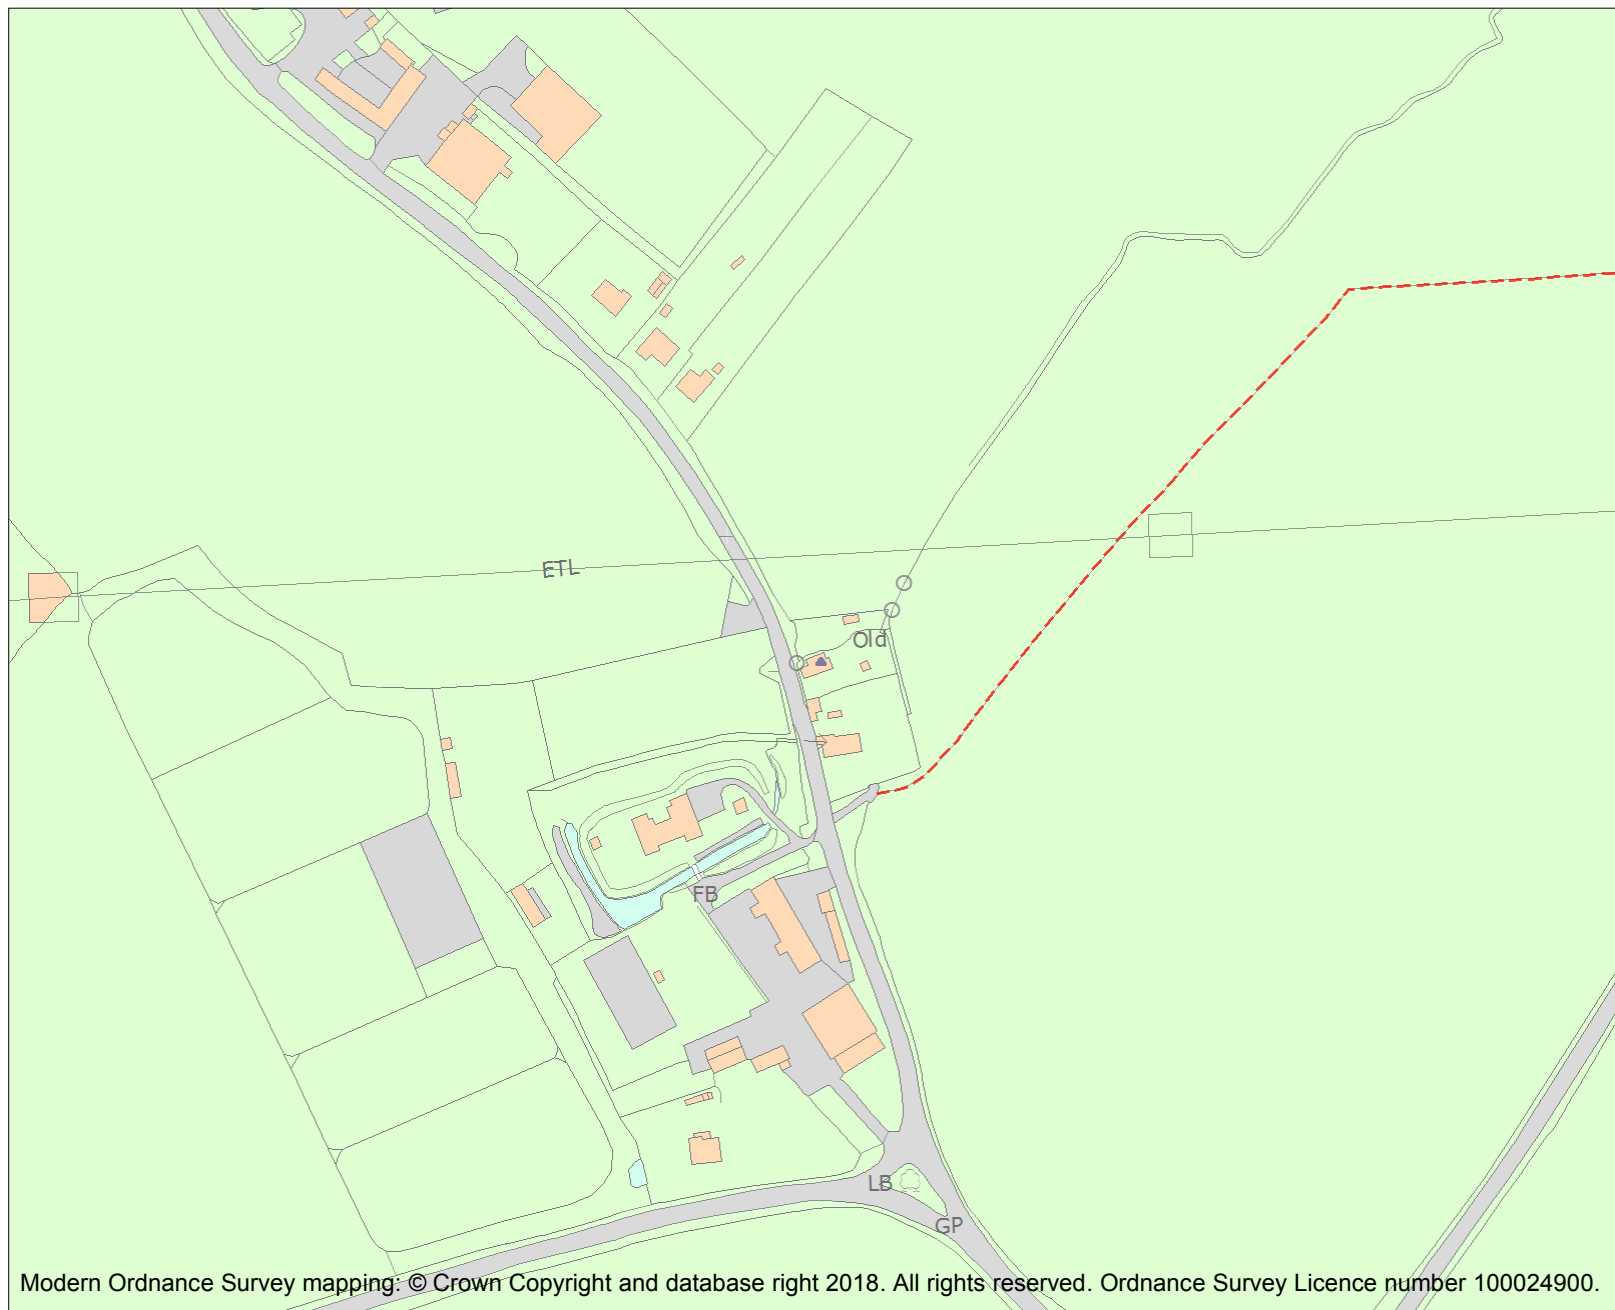 ETL
Old
FB
LB
GP
Modern Ordnance Survey mapping: © Crown Copyright and database right 2018. All rights reserved. Ordnance Survey Licence number 100024900.